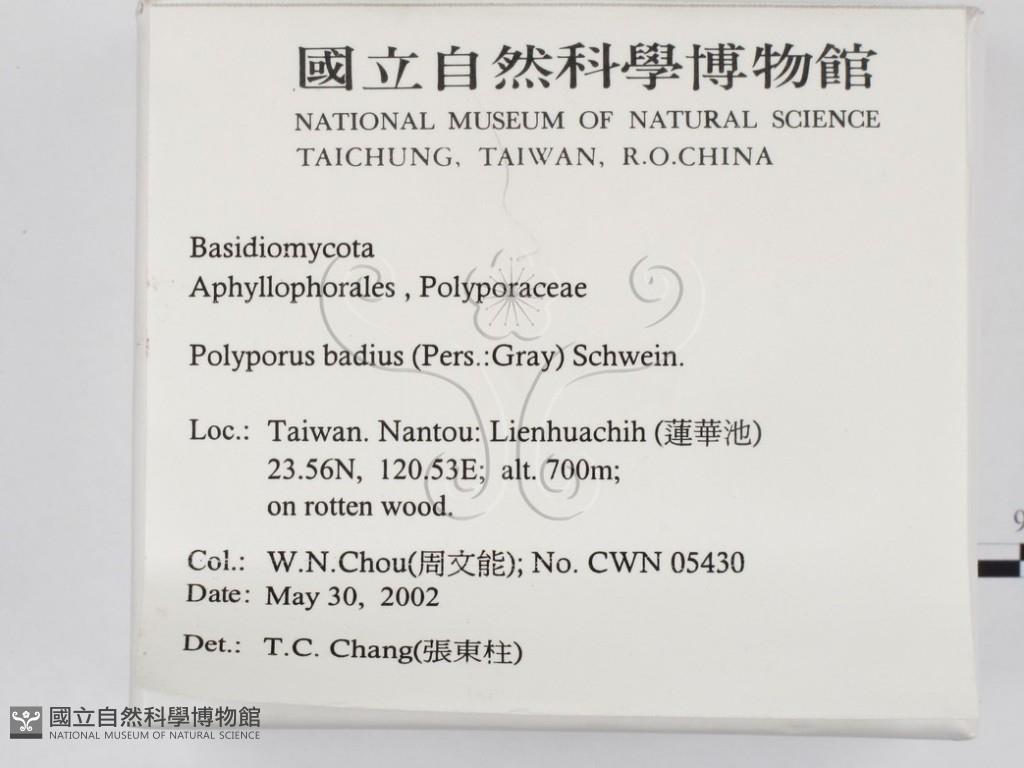 國立自然科學博物館
NATIONAL MUSEUM OF NATURAL SCIENCE
TAICHUNG, TAIWAN, R.O.CHINA
Basidiomycota
Aphyllophorales , Polyporaceae
Polyporus badius (Pers.:Gray) Schwein.
Loc.: Taiwan. Nantou: Lienhuachih (蓮華池)
23.56N, 120.53E; alt. 700m;
on rotten wood.
Col.: W.N.Chou(周文能); No. CWN 05430
Date: May 30, 2002
Det.: T.C. Chang(張東柱)
9
國立自然科學博物館
NATIONAL MUSEUM OF NATURAL SCIENCE